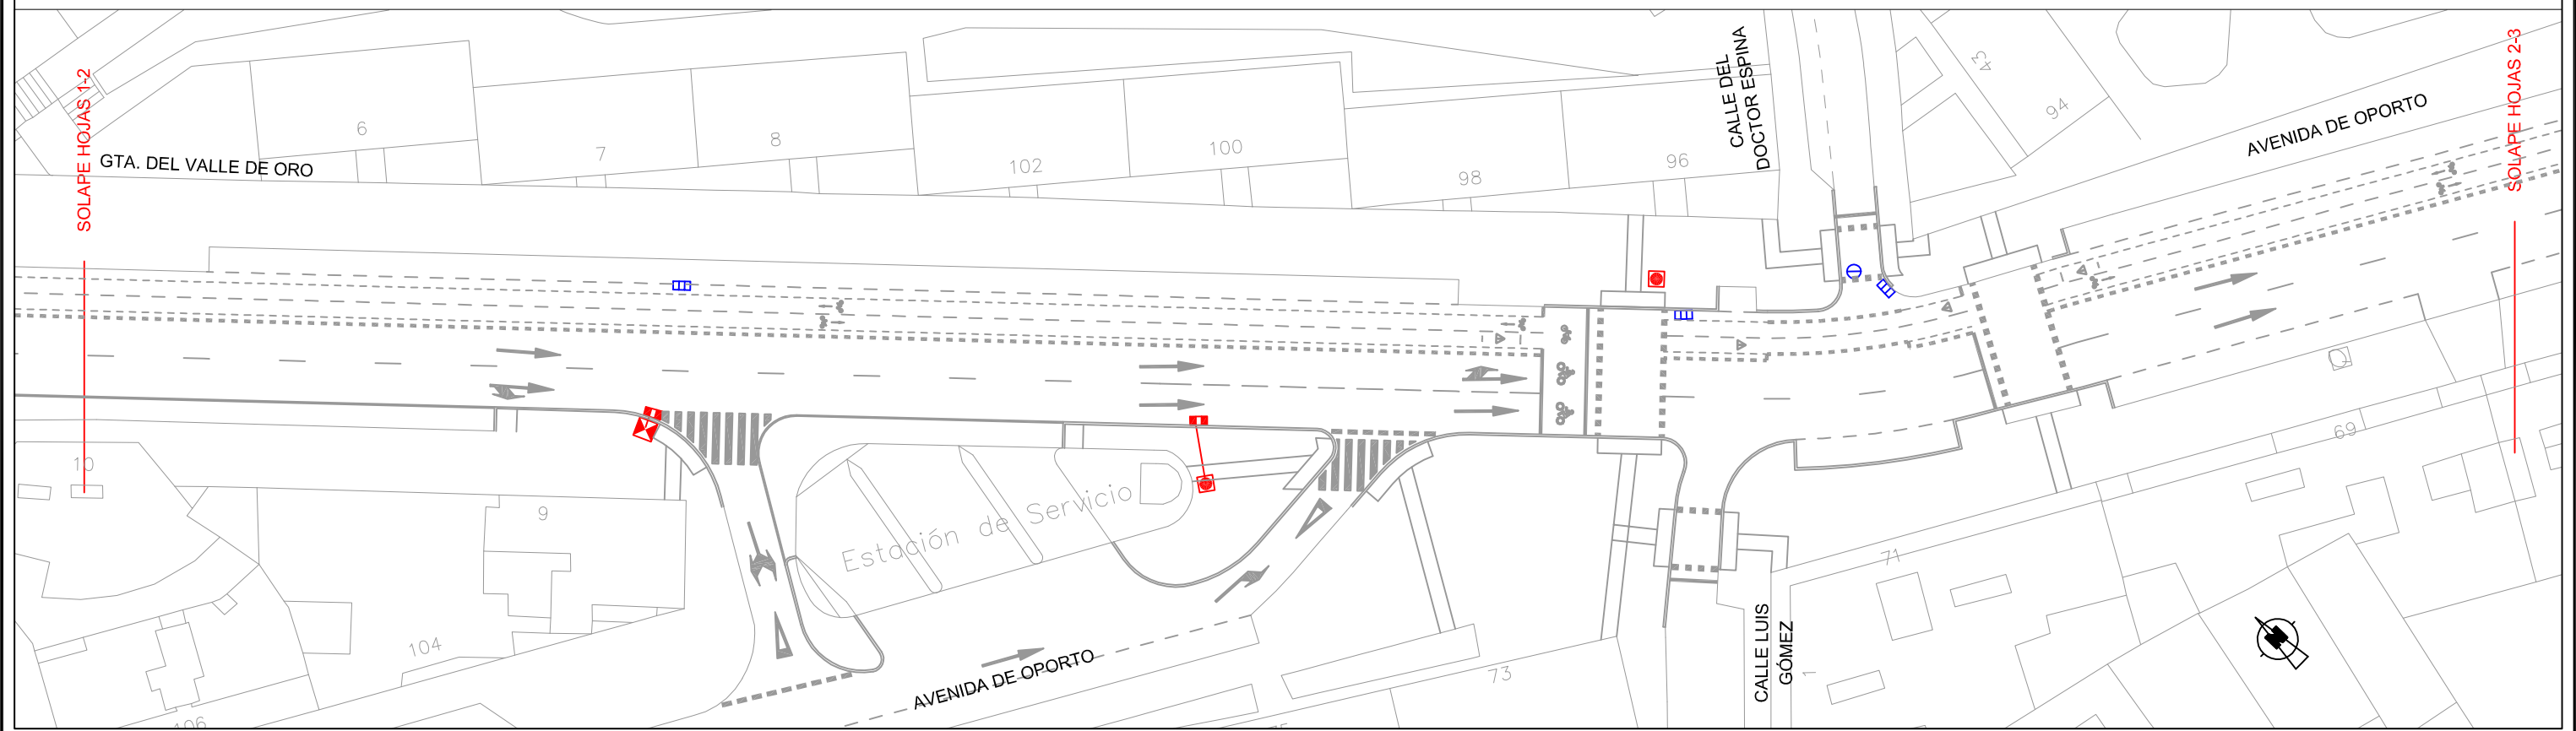 SOLAPE HOJAS 1-2
GTA. DEL VALLE DE ORO
6
7
8
102
100
98
96
CALLE DEL
DOCTOR ESPINA
43
94
AVENIDA DE OPORTO
SOLAPE HOJAS 2-3
10
9
104
106
Estación de Servicio
AVENIDA DE OPORTO
73
CALLE LUIS
GÓMEZ
1
71
69